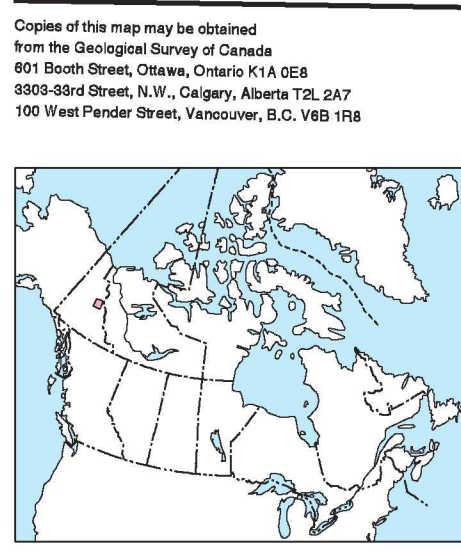 Copies of this map may be obtained
from the Geological Survey of Canada
601 Booth Street, Ottawa, Ontario K1A 0E8
3303-33rd Street, N.W., Calgary, Alberta T2L 2A7
100 West Pender Street, Vancouver, B.C. V6B 1R8